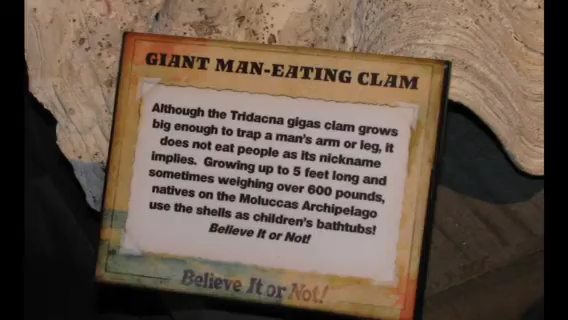 GIANT MAN-EATING CLAM
Although the Tridacna gigas clam grows
big enough to trap a man's arm or leg, it
does not eat people as its nickname
implies. Growing up to 5 feet long and
sometimes weighing over 600 pounds,
natives on the Moluccas Archipelago
use the shells as children's bathtubs!
Believe It or Not!
Believe It or Not!